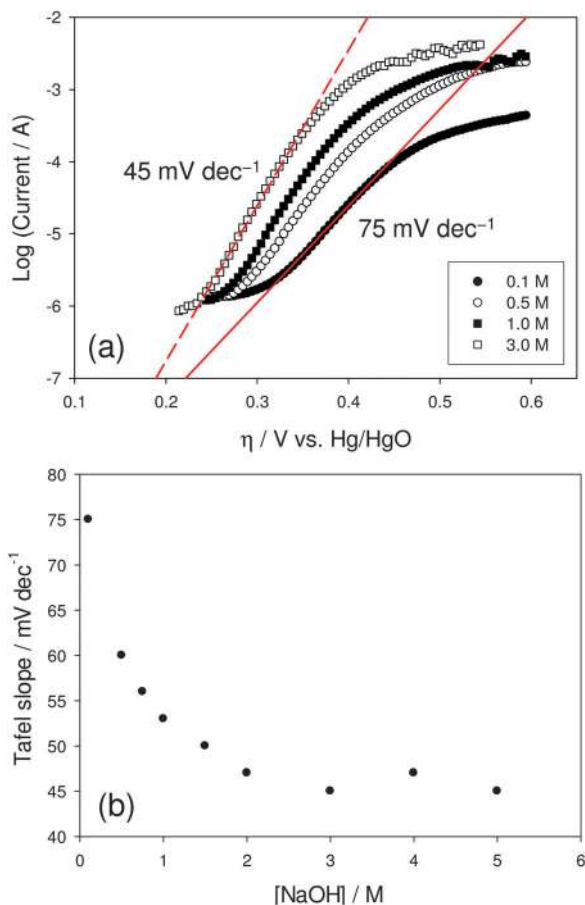 -2
-3
-4
-5
-6
-7
Log (Current / A)
45 mV dec⁻¹
75 mV dec⁻¹
0.1 M
0.5 M
1.0 M
3.0 M
(a)
0.1 0.2 0.3 0.4 0.5 0.6
η / V vs. Hg/HgO
80
75
70
65
60
55
50
45
40
Tafel slope / mV dec⁻¹
(b)
0 1 2 3 4 5 6
[NaOH] / M